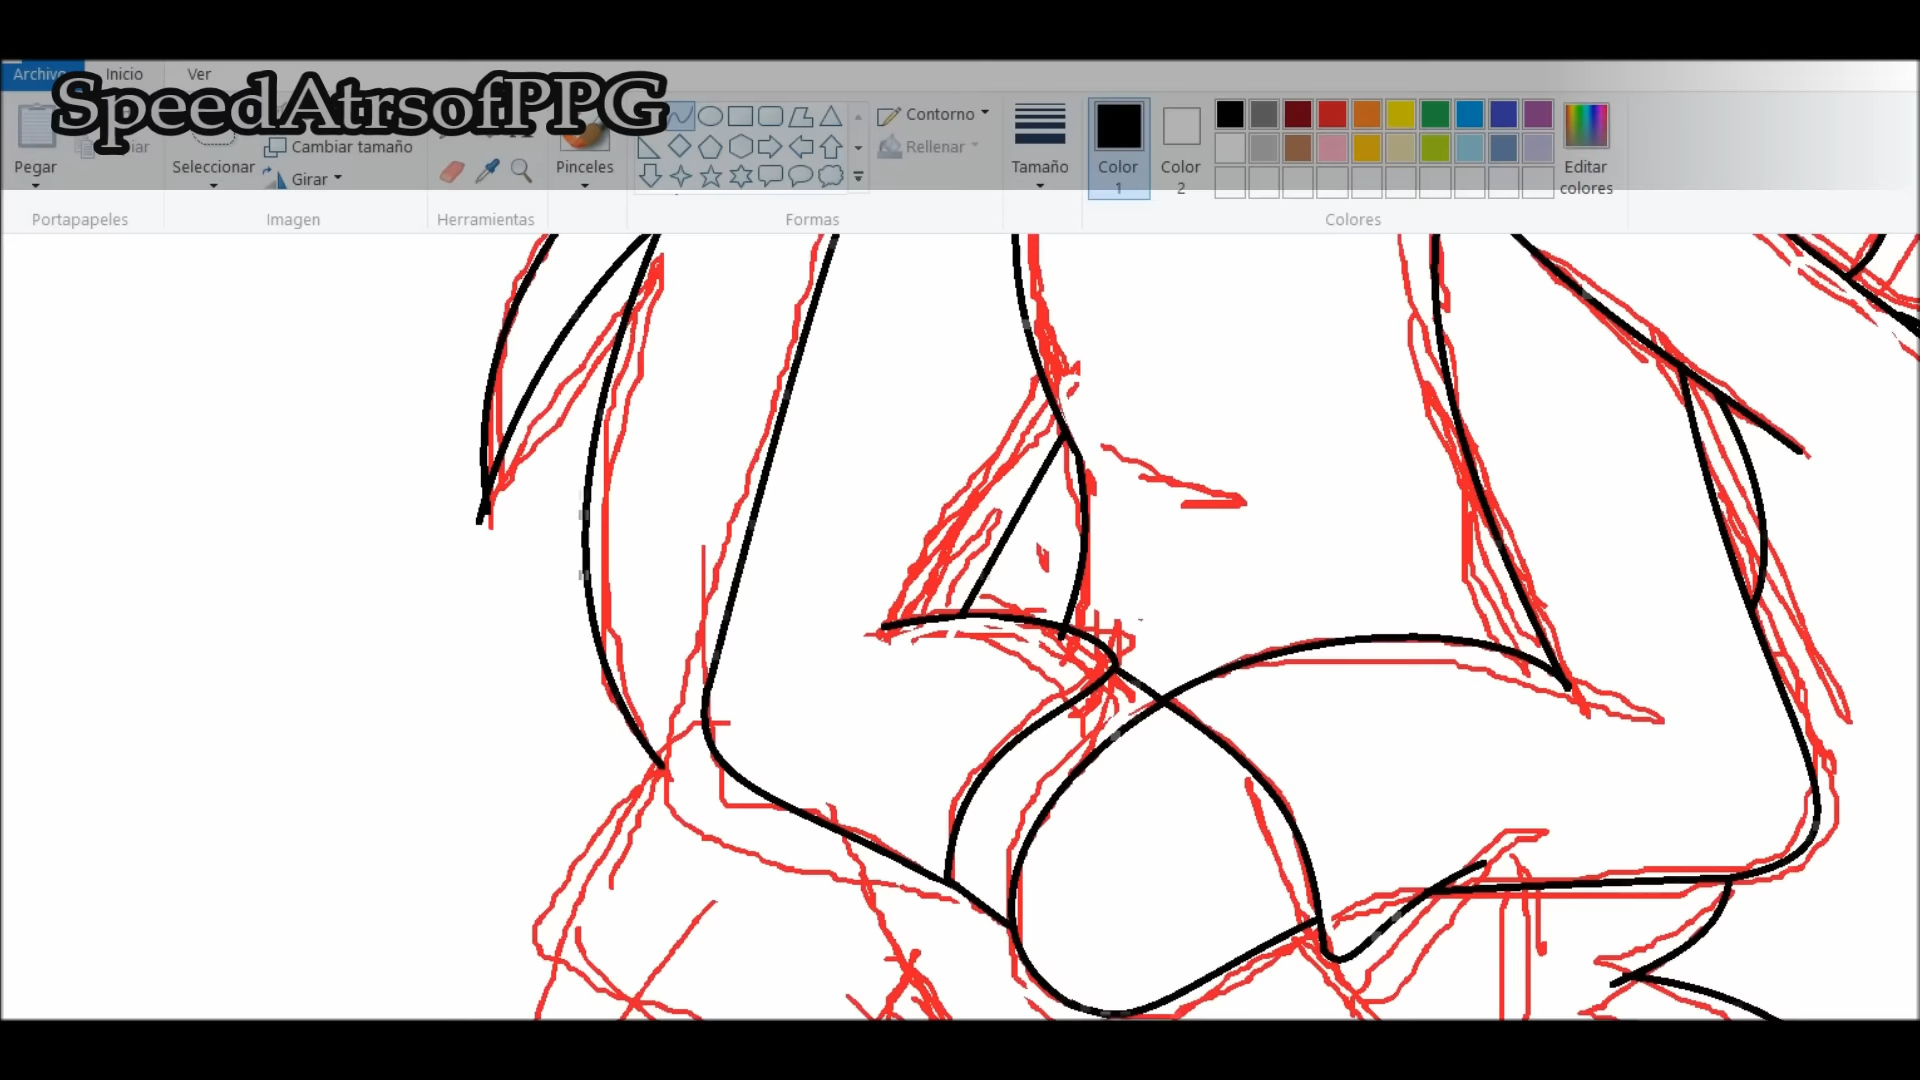 Archivo Inicio Ver
SpeedAtrsofPPG
Contorno
Cambiar tamaño
Rellenar
Pegar Seleccionar Pinceles Tamaño Color 1 Color 2 Editar colores
Girar
Portapapeles Imagen Herramientas Formas Colores